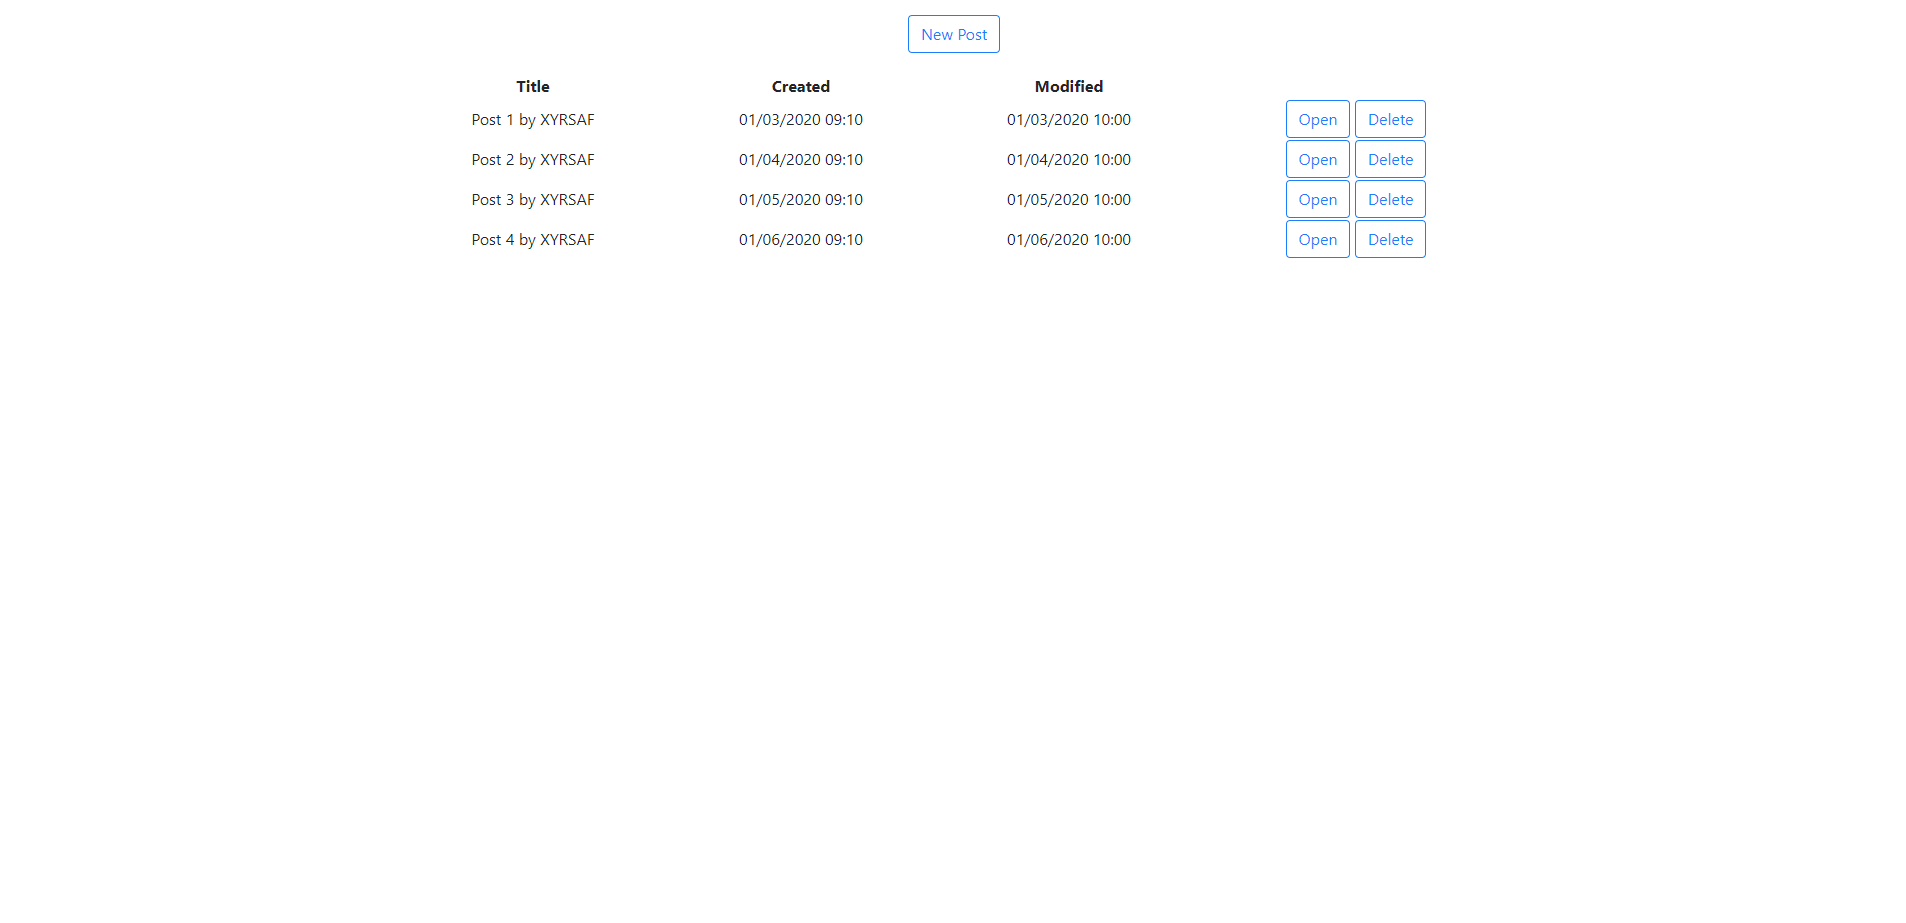 New Post
Title Created Modified
Post 1 by XYRSAF 01/03/2020 09:10 01/03/2020 10:00 Open Delete
Post 2 by XYRSAF 01/04/2020 09:10 01/04/2020 10:00 Open Delete
Post 3 by XYRSAF 01/05/2020 09:10 01/05/2020 10:00 Open Delete
Post 4 by XYRSAF 01/06/2020 09:10 01/06/2020 10:00 Open Delete